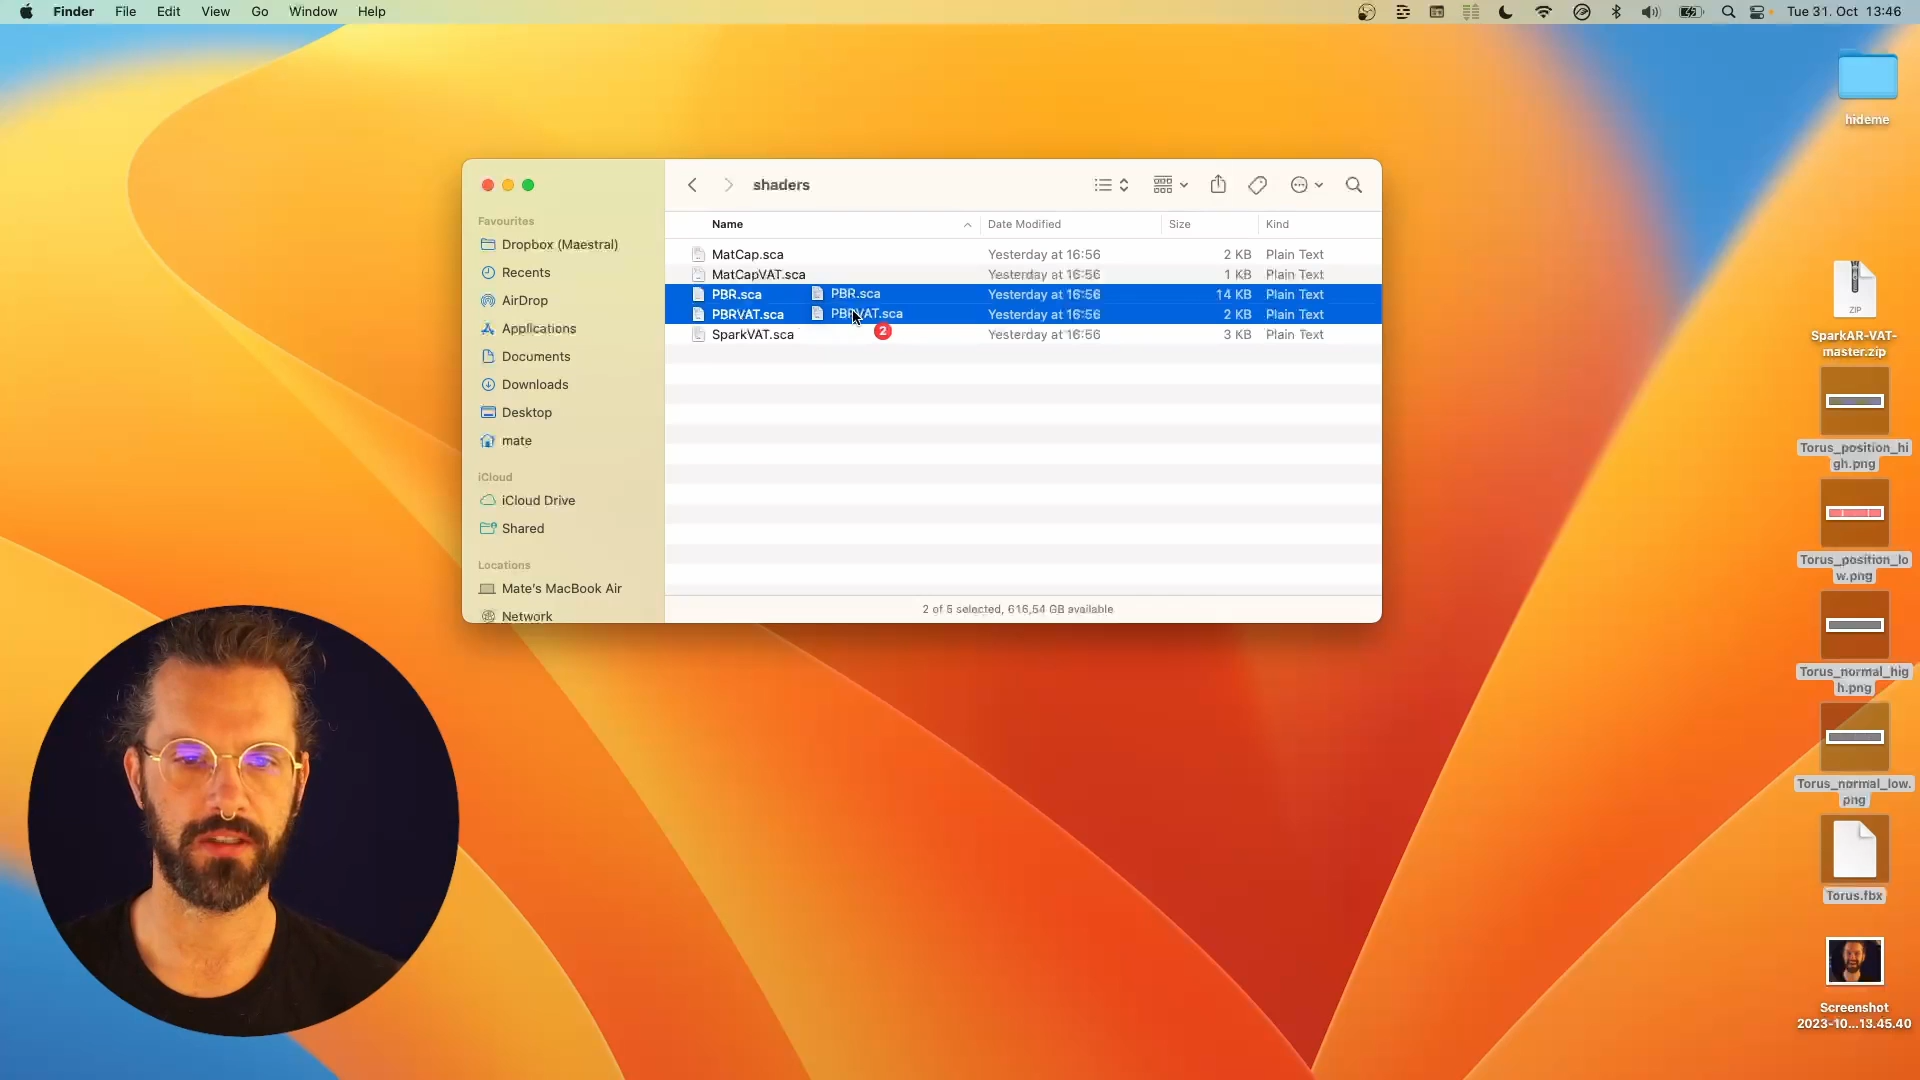 Finder File Edit View Go Window Help
Tue 31. Oct 13:46
hideme
shaders
Favourites
Dropbox (Maestral)
Recents
AirDrop
Applications
Documents
Downloads
Desktop
mate
iCloud
iCloud Drive
Shared
Locations
Mate's MacBook Air
Network
Name Date Modified Size Kind
MatCap.sca Yesterday at 16:56 2 KB Plain Text
MatCapVAT.sca Yesterday at 16:56 1 KB Plain Text
PBR.sca PBR.sca Yesterday at 16:56 14 KB Plain Text
PBRVAT.sca PBRVAT.sca Yesterday at 16:56 2 KB Plain Text
2
SparkVAT.sca Yesterday at 16:56 3 KB Plain Text
2 of 5 selected, 616,54 GB available
ZIP
SparkAR-VAT-
master.zip
Torus_position_hi
gh.png
Torus_position_lo
w.png
Torus_normal_hig
h.png
Torus_normal_low.
png
Torus.fbx
Screenshot
2023-10...13.45.40